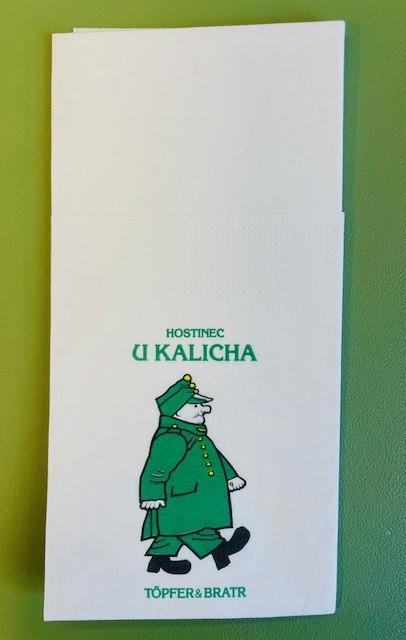 HOSTINEC
U KALICHA
TÖPFER & BRATR